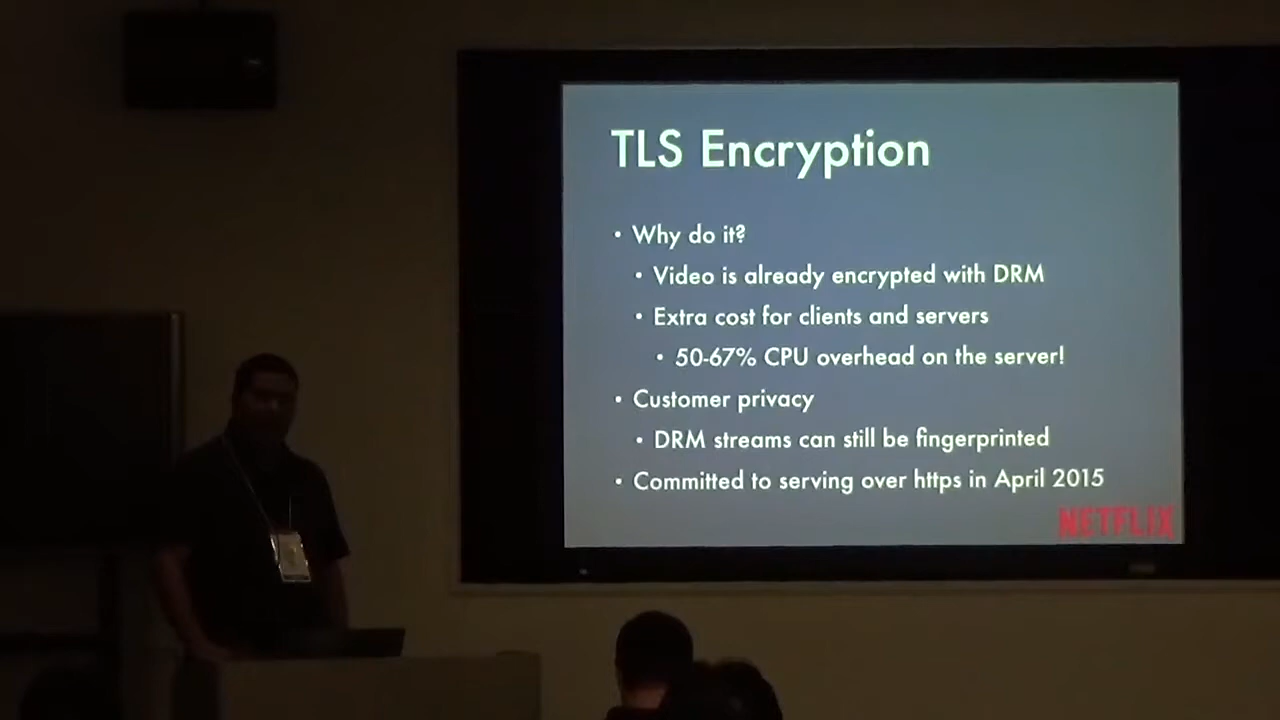 TLS Encryption
• Why do it?
• Video is already encrypted with DRM
• Extra cost for clients and servers
• 50-67% CPU overhead on the server!
• Customer privacy
• DRM streams can still be fingerprinted
• Committed to serving over https in April 2015
NETFLIX